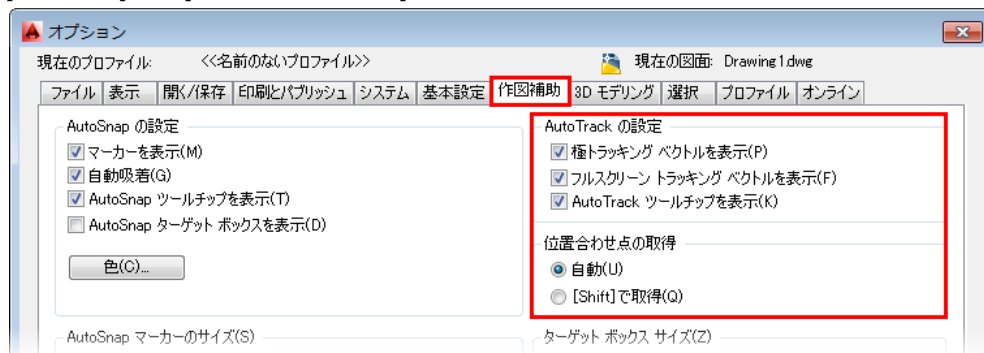 オプション
現在のプロファイル: <<名前のないプロファイル>> 現在の図面: Drawing1.dwg
ファイル 表示 開く/保存 印刷とパブリッシュ システム 基本設定 作図補助 3D モデリング 選択 プロファイル オンライン
AutoSnap の設定
マーカーを表示(M)
自動吸着(G)
AutoSnap ツールチップを表示(T)
AutoSnap ターゲット ボックスを表示(D)
色(C)...
AutoSnap マーカーのサイズ(S)
AutoTrack の設定
極トラッキング ベクトルを表示(P)
フルスクリーン トラッキング ベクトルを表示(F)
AutoTrack ツールチップを表示(K)
位置合わせ点の取得
自動(U)
[Shift]で取得(Q)
ターゲット ボックス サイズ(Z)